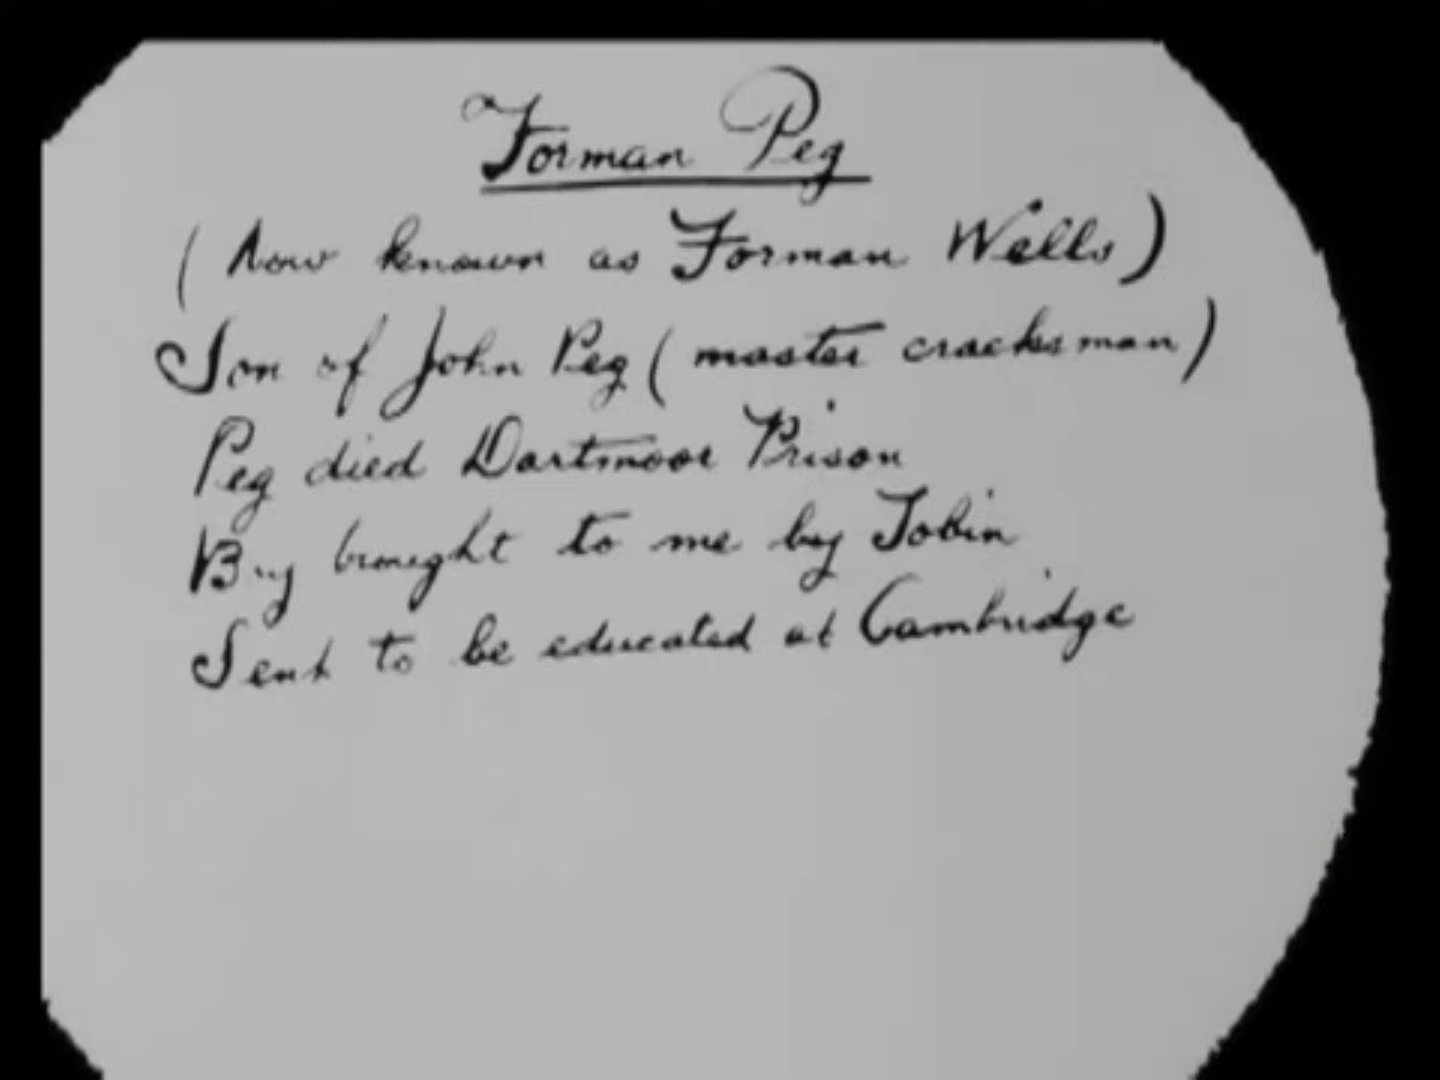 Forman Peg
(Now known as Forman Wells)
Son of John Peg (master cracksman)
Peg died Dartmoor Prison
Boy brought to me by Tobin
Sent to be educated at Cambridge